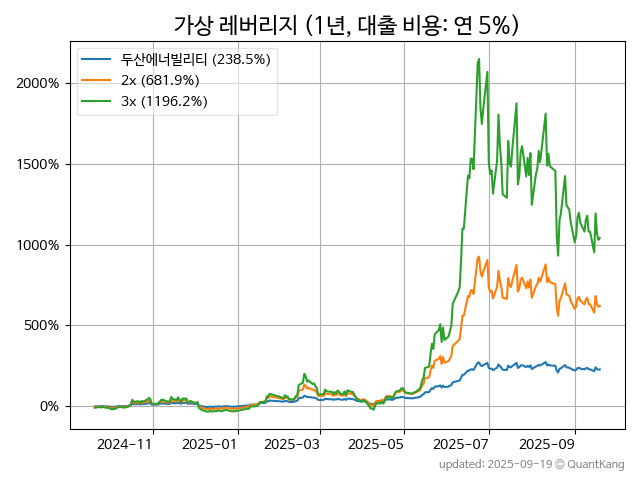 가상 레버리지 (1년, 대출 비용: 연 5%)
두산에너빌리티 (238.5%)
2x (681.9%)
3x (1196.2%)
2000%
1500%
1000%
500%
0%
2024-11 2025-01 2025-03 2025-05 2025-07 2025-09
updated: 2025-09-19 © QuantKang